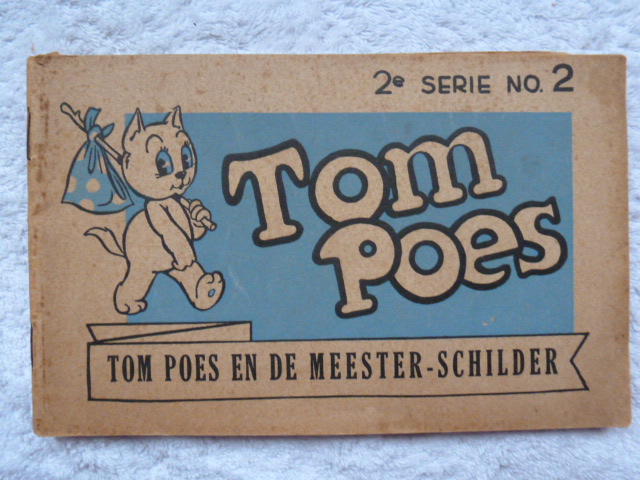 2e SERIE NO. 2
Tom
Poes
TOM POES EN DE MEESTER-SCHILDER